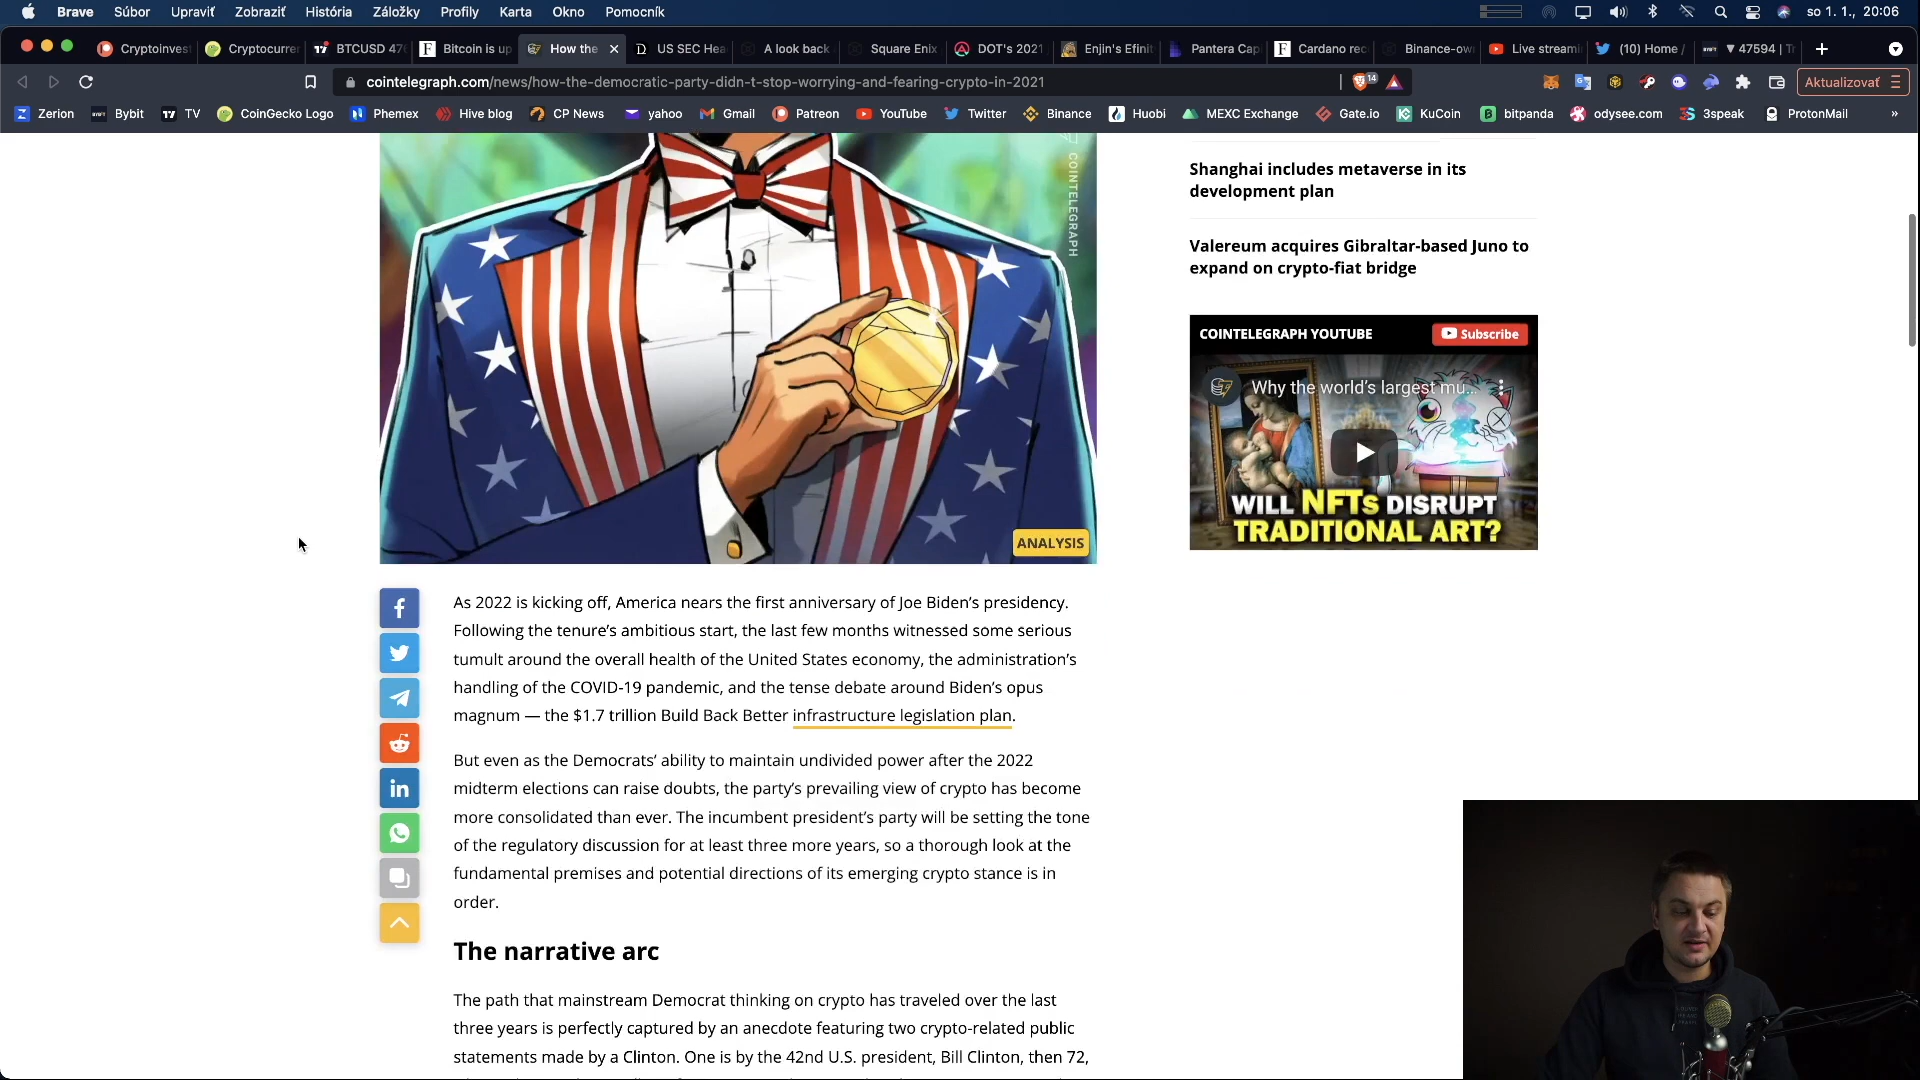 Brave Súbor Upraviť Zobraziť História Záložky Profily Karta Okno Pomocník so 1. 1., 20:06
Cryptoinvest Cryptocurre BTCUSD 47 Bitcoin is up How the US SEC Hea A look back Square Enix DOT's 2021 Enjin's Efinit Pantera Cap Cardano rec Binance-ow Live streami (10) Home / 47594 | Tr
cointelegraph.com/news/how-the-democratic-party-didn-t-stop-worrying-and-fearing-crypto-in-2021 14 Aktualizovať
Zerion Bybit TV CoinGecko Logo Phemex Hive blog CP News yahoo Gmail Patreon YouTube Twitter Binance Huobi MEXC Exchange Gate.io KuCoin bitpanda odysee.com 3speak ProtonMail »
COINTELEGRAPH
ANALYSIS
Shanghai includes metaverse in its
development plan
Valereum acquires Gibraltar-based Juno to
expand on crypto-fiat bridge
COINTELEGRAPH YOUTUBE Subscribe
Why the world's largest mu...
WILL NFTs DISRUPT
TRADITIONAL ART?
As 2022 is kicking off, America nears the first anniversary of Joe Biden's presidency.
Following the tenure's ambitious start, the last few months witnessed some serious
tumult around the overall health of the United States economy, the administration's
handling of the COVID-19 pandemic, and the tense debate around Biden's opus
magnum — the $1.7 trillion Build Back Better infrastructure legislation plan.
But even as the Democrats' ability to maintain undivided power after the 2022
midterm elections can raise doubts, the party's prevailing view of crypto has become
more consolidated than ever. The incumbent president's party will be setting the tone
of the regulatory discussion for at least three more years, so a thorough look at the
fundamental premises and potential directions of its emerging crypto stance is in
order.
The narrative arc
The path that mainstream Democrat thinking on crypto has traveled over the last
three years is perfectly captured by an anecdote featuring two crypto-related public
statements made by a Clinton. One is by the 42nd U.S. president, Bill Clinton, then 72,